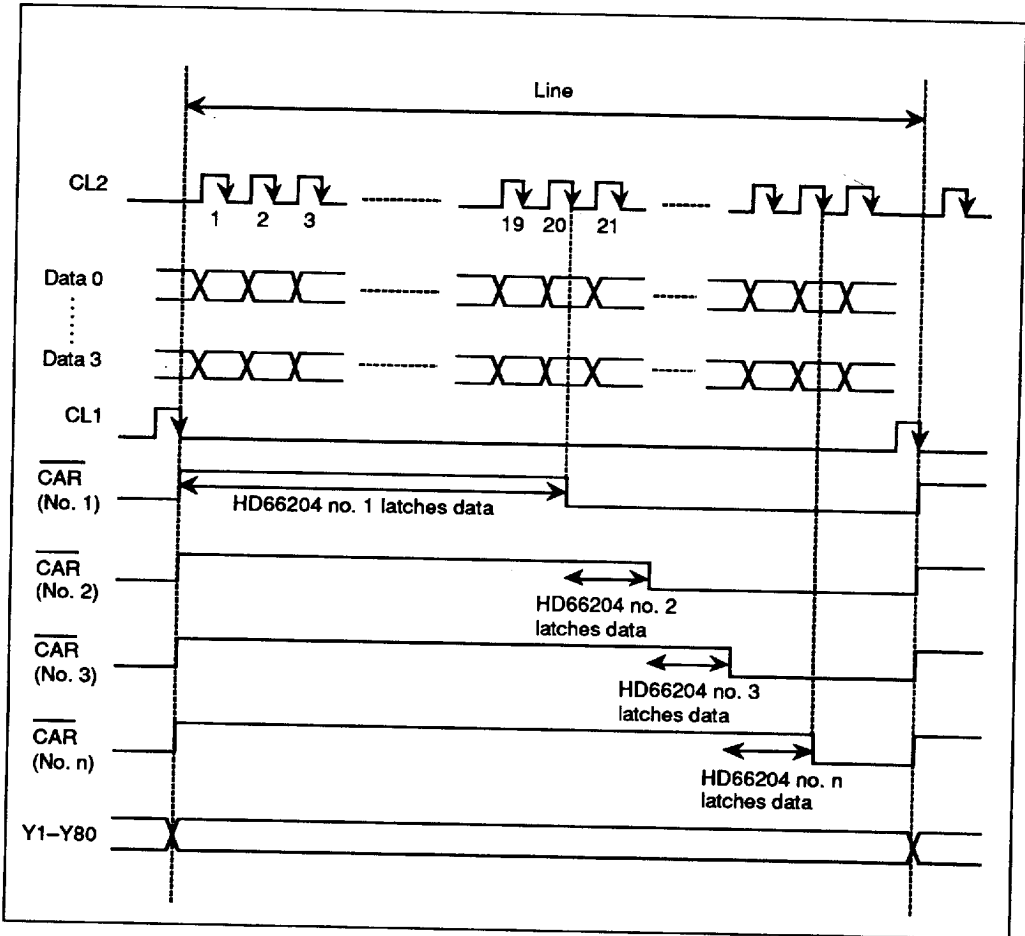 Line
CL2
1 2 3 19 20 21
Data 0
Data 3
CL1
CAR
(No. 1)
HD66204 no. 1 latches data
CAR
(No. 2)
HD66204 no. 2
latches data
CAR
(No. 3)
HD66204 no. 3
latches data
CAR
(No. n)
HD66204 no. n
latches data
Y1–Y80